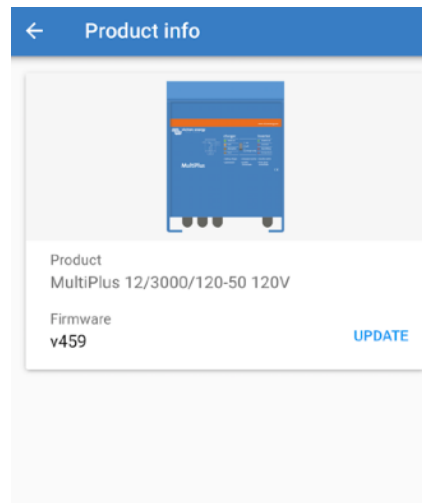 Product info
MultiPlus
Product
MultiPlus 12/3000/120-50 120V
Firmware
v459
UPDATE